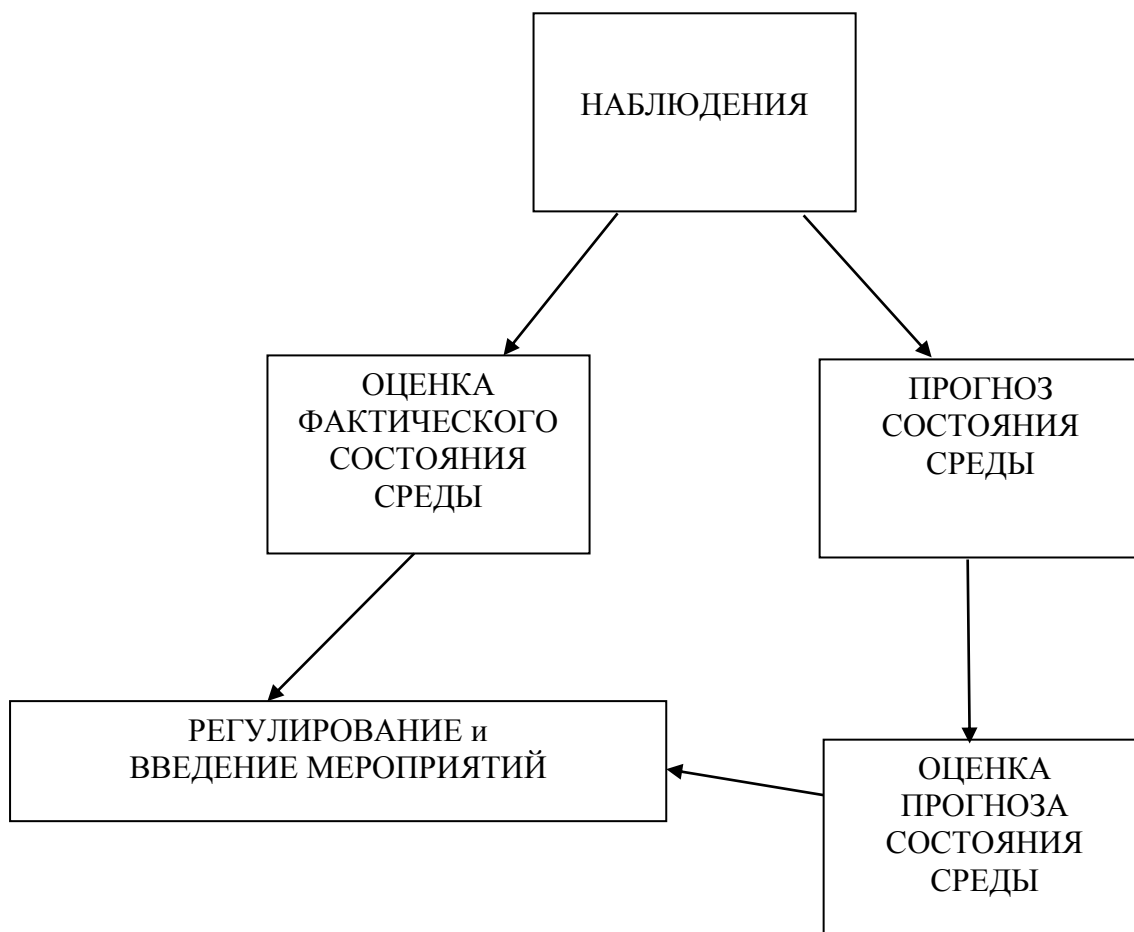 НАБЛЮДЕНИЯ
ОЦЕНКА
ФАКТИЧЕСКОГО
СОСТОЯНИЯ
СРЕДЫ
ПРОГНОЗ
СОСТОЯНИЯ
СРЕДЫ
РЕГУЛИРОВАНИЕ и
ВВЕДЕНИЕ МЕРОПРИЯТИЙ
ОЦЕНКА
ПРОГНОЗА
СОСТОЯНИЯ
СРЕДЫ